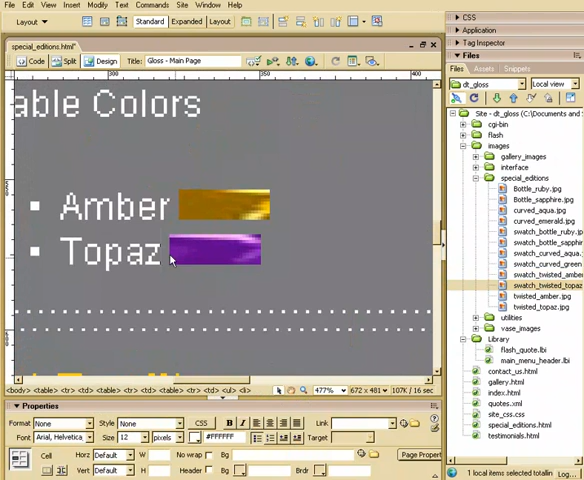 File Edit View Insert Modify Text Commands Site Window Help
Layout Standard Expanded Layout
special_editions.html*
Code Split Design Title: Gloss - Main Page
300 350 400
able Colors
Amber
Topaz
<body> <table> <tr> <td> <table> <tr> <td> <table> <tr> <td> <ul> <li>
477% 672 x 481 107K / 16 sec
Properties
Format None Style None CSS B I Link
Font Arial, Helvetica, Size 12 pixels #FFFFFF Target
Cell Horz Default W No wrap Bg Page Propert
Vert Default H Header Bg Brdr
CSS
Application
Tag Inspector
Files
Files Assets Snippets
dt_gloss Local view
Site - dt_gloss (C:\Documents and S
cgi-bin
flash
images
gallery_images
interface
special_editions
Bottle_ruby.jpg
Bottle_sapphire.jpg
curved_aqua.jpg
curved_emerald.jpg
swatch_bottle_ruby.jp
swatch_bottle_sapphi
swatch_curved_aqua.j
swatch_curved_green
swatch_twisted_amber
swatch_twisted_topaz
twisted_amber.jpg
twisted_topaz.jpg
utilities
vase_images
Library
flash_quote.lbi
main_menu_header.lbi
contact_us.html
gallery.html
index.html
quotes.xml
site_css.css
special_editions.html
testimonials.html
1 local items selected totallin Log...